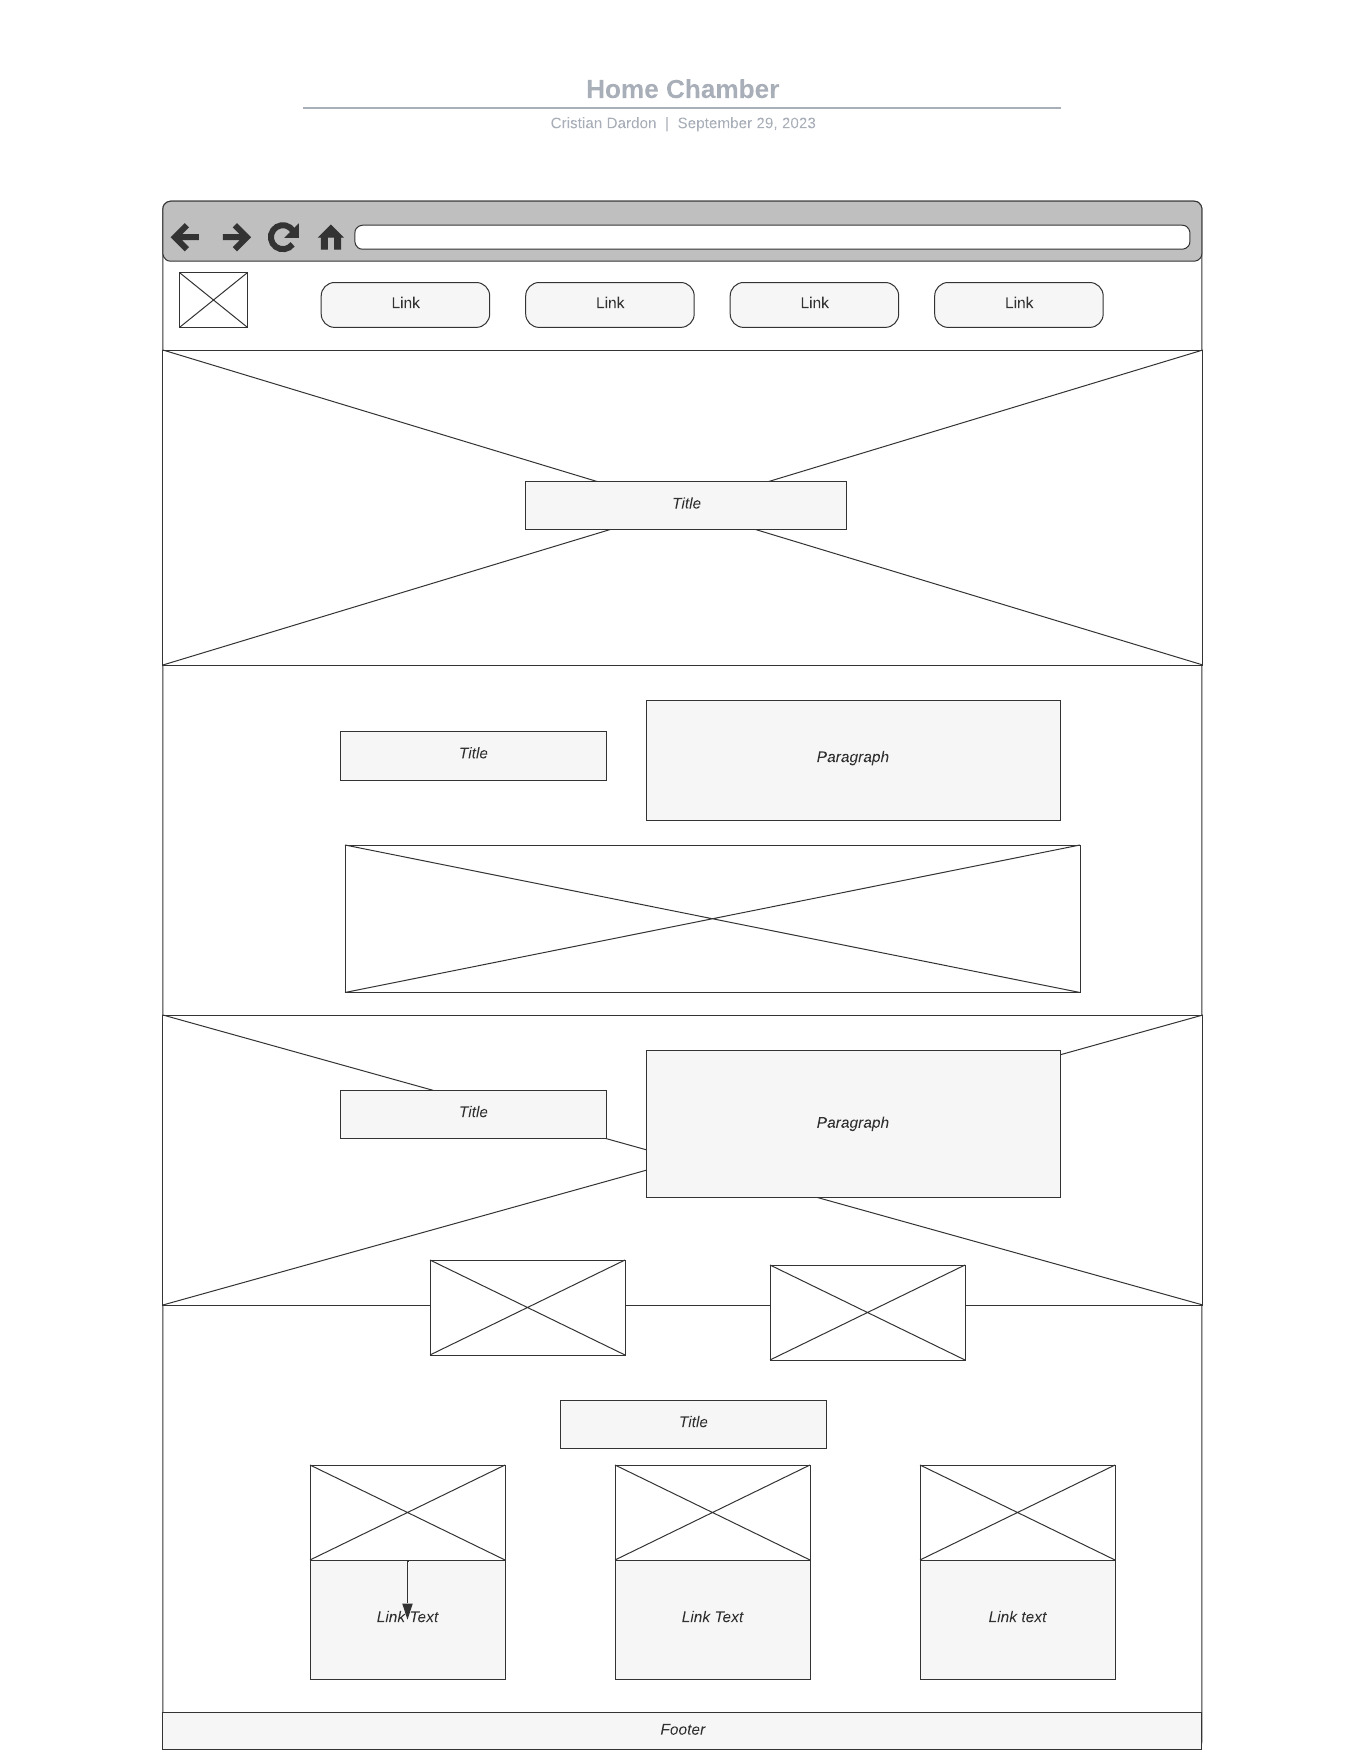 Home Chamber
Cristian Dardon | September 29, 2023
Link Link Link Link
Title
Title
Paragraph
Title
Paragraph
Title
Link Text Link Text Link text
Footer